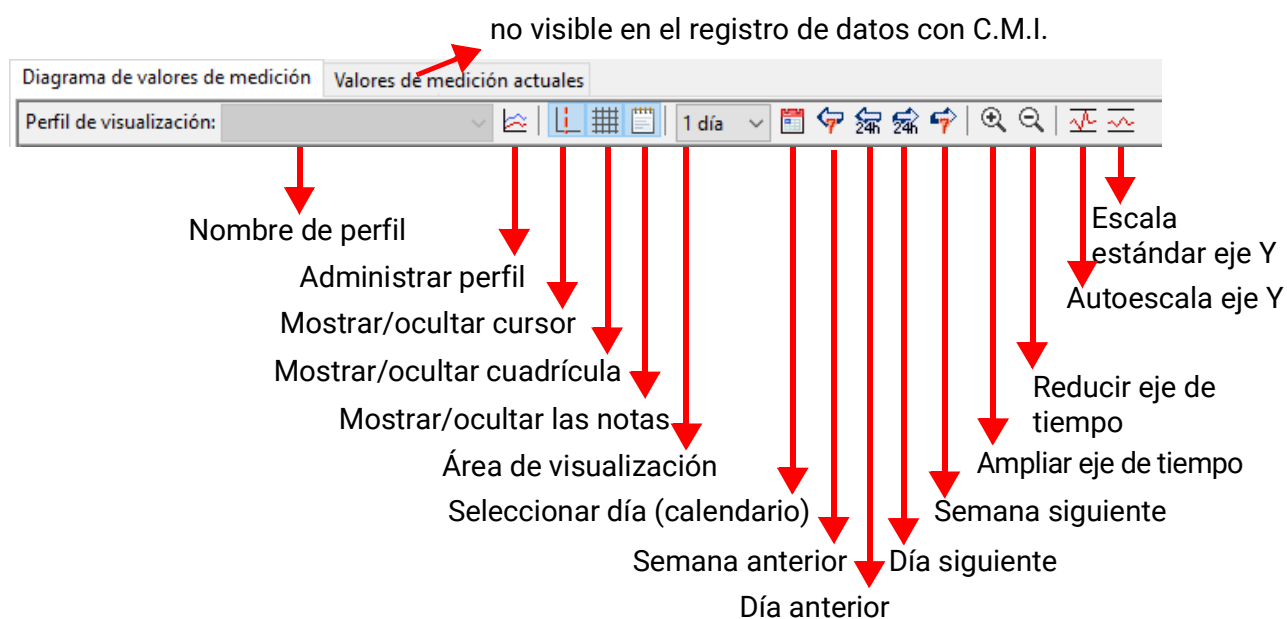 no visible en el registro de datos con C.M.I.
Diagrama de valores de medición
Valores de medición actuales
Perfil de visualización:
1 día
7
24h
24h
7
Nombre de perfil
Escala
estándar eje Y
Administrar perfil
Autoescala eje Y
Mostrar/ocultar cursor
Mostrar/ocultar cuadrícula
Reducir eje de
tiempo
Mostrar/ocultar las notas
Área de visualización
Ampliar eje de tiempo
Seleccionar día (calendario)
Semana siguiente
Semana anterior
Día siguiente
Día anterior